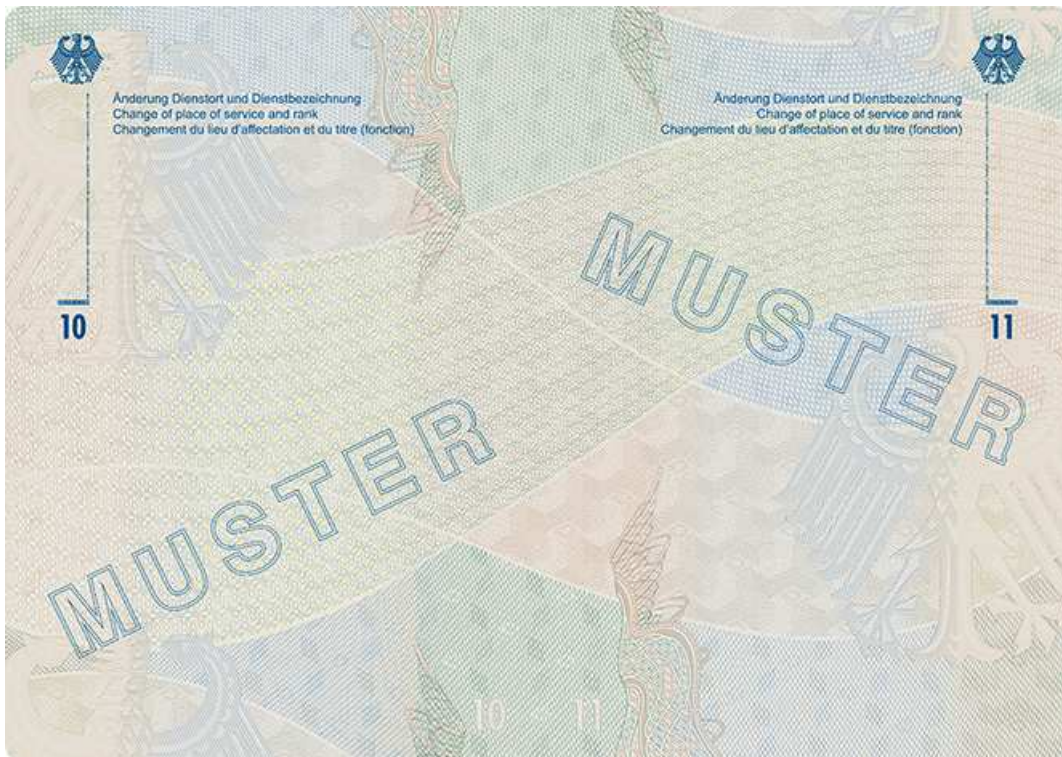 Änderung Dienstort und Dienstbezeichnung
Change of place of service and rank
Changement du lieu d'affectation et du titre (fonction)
10
MUSTER
Änderung Dienstort und Dienstbezeichnung
Change of place of service and rank
Changement du lieu d'affectation et du titre (fonction)
11
MUSTER
10
11